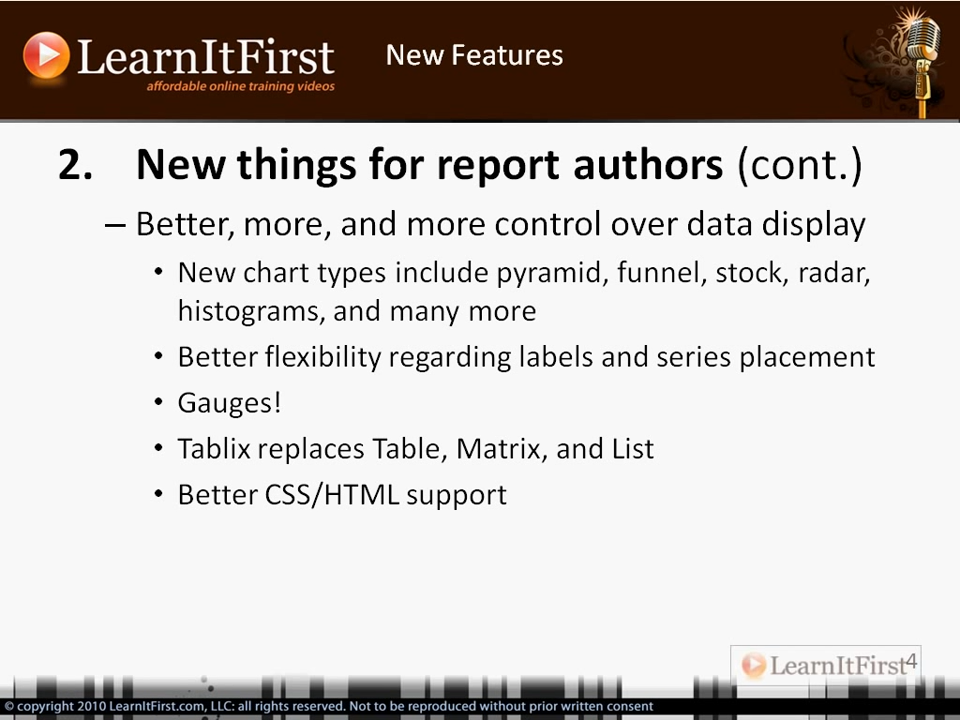 LearnItFirst
affordable online training videos
New Features
2. New things for report authors (cont.)
– Better, more, and more control over data display
• New chart types include pyramid, funnel, stock, radar,
histograms, and many more
• Better flexibility regarding labels and series placement
• Gauges!
• Tablix replaces Table, Matrix, and List
• Better CSS/HTML support
LearnItFirst
4
© copyright 2010 LearnItFirst.com, LLC: all rights reserved. Not to be reproduced without prior written consent